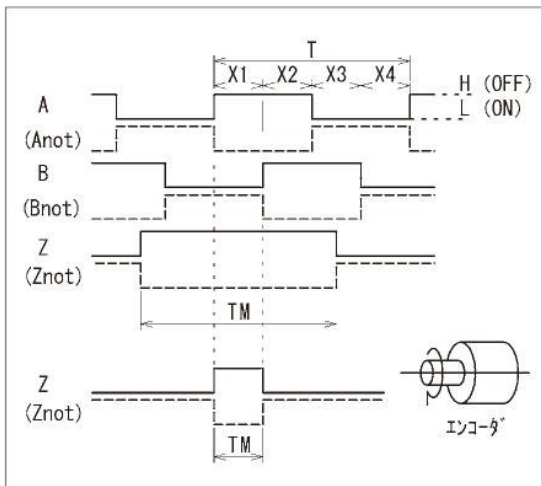 T
X1 X2 X3 X4
A
(Anot)
H (OFF)
L (ON)
B
(Bnot)
Z
(Znot)
TM
Z
(Znot)
TM
エンコーダ